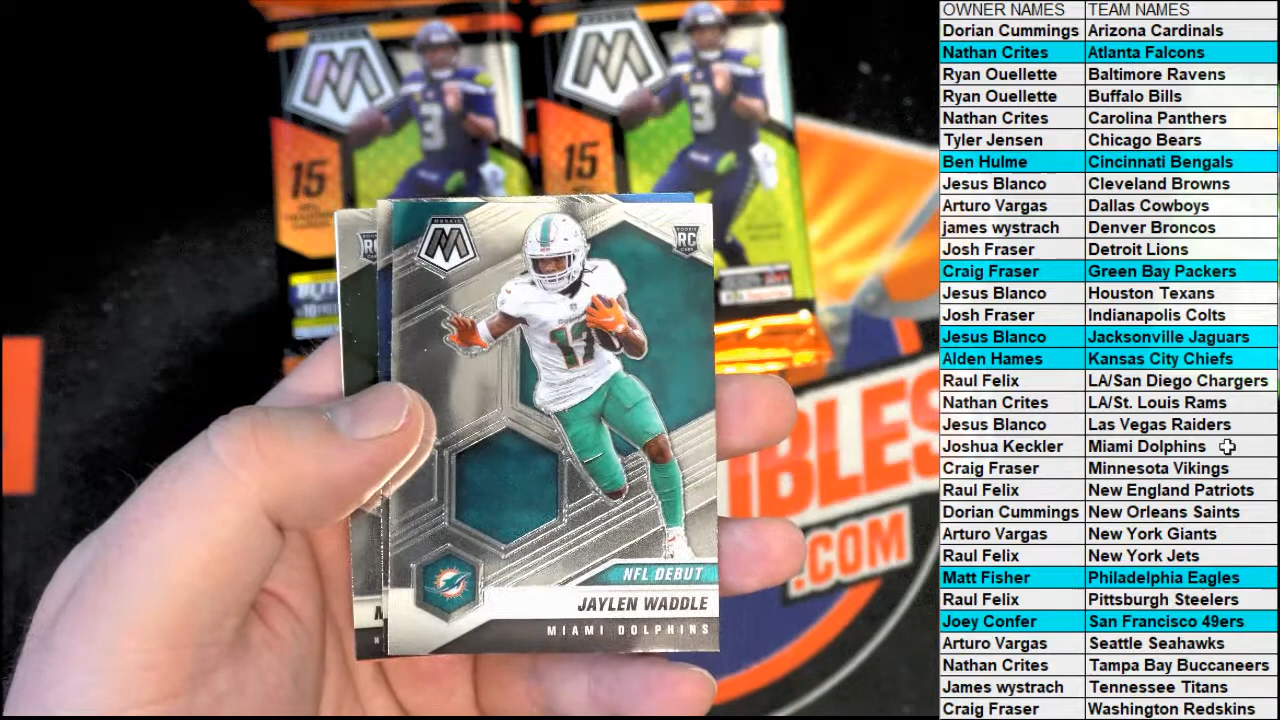 3
3
15
15
MOSAIC
ROOKIE
RC
CARD
17
NFL DEBUT
JAYLEN WADDLE
MIAMI DOLPHINS
IBLES
.COM
OWNER NAMES TEAM NAMES
Dorian Cummings Arizona Cardinals
Nathan Crites Atlanta Falcons
Ryan Ouellette Baltimore Ravens
Ryan Ouellette Buffalo Bills
Nathan Crites Carolina Panthers
Tyler Jensen Chicago Bears
Ben Hulme Cincinnati Bengals
Jesus Blanco Cleveland Browns
Arturo Vargas Dallas Cowboys
james wystrach Denver Broncos
Josh Fraser Detroit Lions
Craig Fraser Green Bay Packers
Jesus Blanco Houston Texans
Josh Fraser Indianapolis Colts
Jesus Blanco Jacksonville Jaguars
Alden Hames Kansas City Chiefs
Raul Felix LA/San Diego Chargers
Nathan Crites LA/St. Louis Rams
Jesus Blanco Las Vegas Raiders
Joshua Keckler Miami Dolphins
Craig Fraser Minnesota Vikings
Raul Felix New England Patriots
Dorian Cummings New Orleans Saints
Arturo Vargas New York Giants
Raul Felix New York Jets
Matt Fisher Philadelphia Eagles
Raul Felix Pittsburgh Steelers
Joey Confer San Francisco 49ers
Arturo Vargas Seattle Seahawks
Nathan Crites Tampa Bay Buccaneers
James wystrach Tennessee Titans
Craig Fraser Washington Redskins